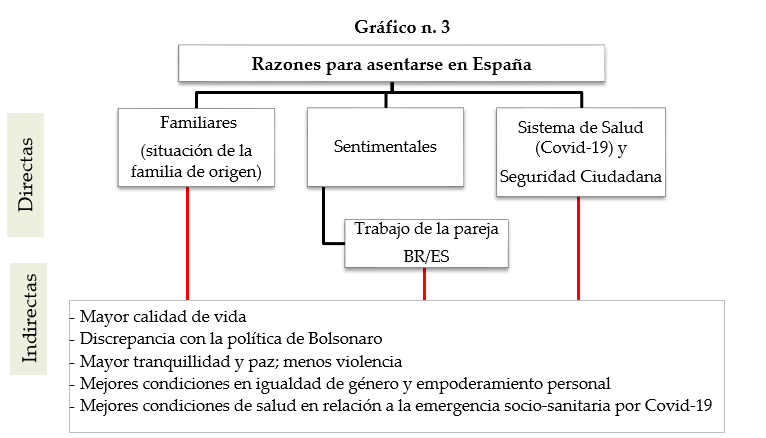 Gráfico n. 3
Razones para asentarse en España
Directas
Familiares
(situación de la
familia de origen)
Sentimentales
Sistema de Salud
(Covid-19) y
Seguridad Ciudadana
Trabajo de la pareja
BR/ES
Indirectas
- Mayor calidad de vida
- Discrepancia con la política de Bolsonaro
- Mayor tranquillidad y paz; menos violencia
- Mejores condiciones en igualdad de género y empoderamiento personal
- Mejores condiciones de salud en relación a la emergencia socio-sanitaria por Covid-19